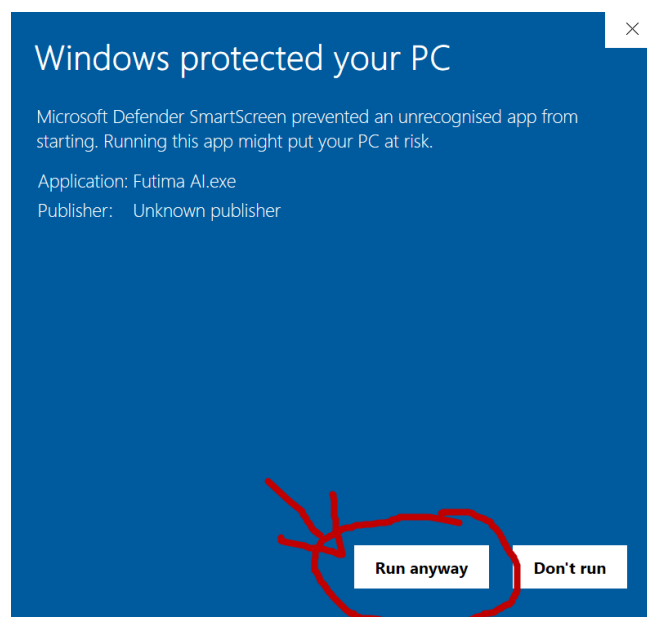 Windows protected your PC
Microsoft Defender SmartScreen prevented an unrecognised app from
starting. Running this app might put your PC at risk.
Application: Futima AI.exe
Publisher: Unknown publisher
Run anyway Don't run